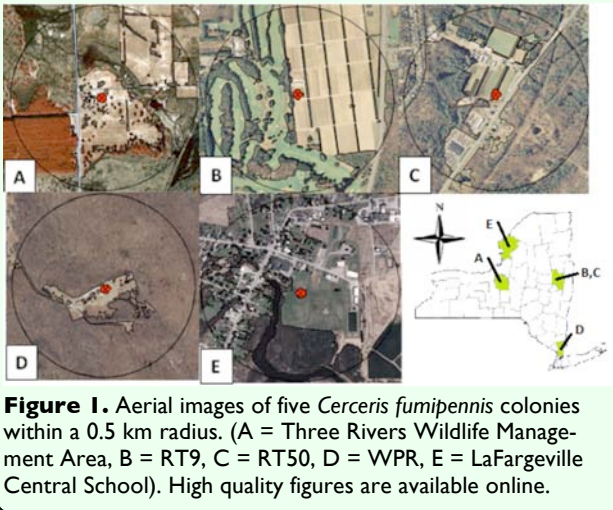 A
B
C
D
E
N
E
A
B,C
D
Figure 1. Aerial images of five Cerceris fumipennis colonies
within a 0.5 km radius. (A = Three Rivers Wildlife Manage-
ment Area, B = RT9, C = RT50, D = WPR, E = LaFargeville
Central School). High quality figures are available online.